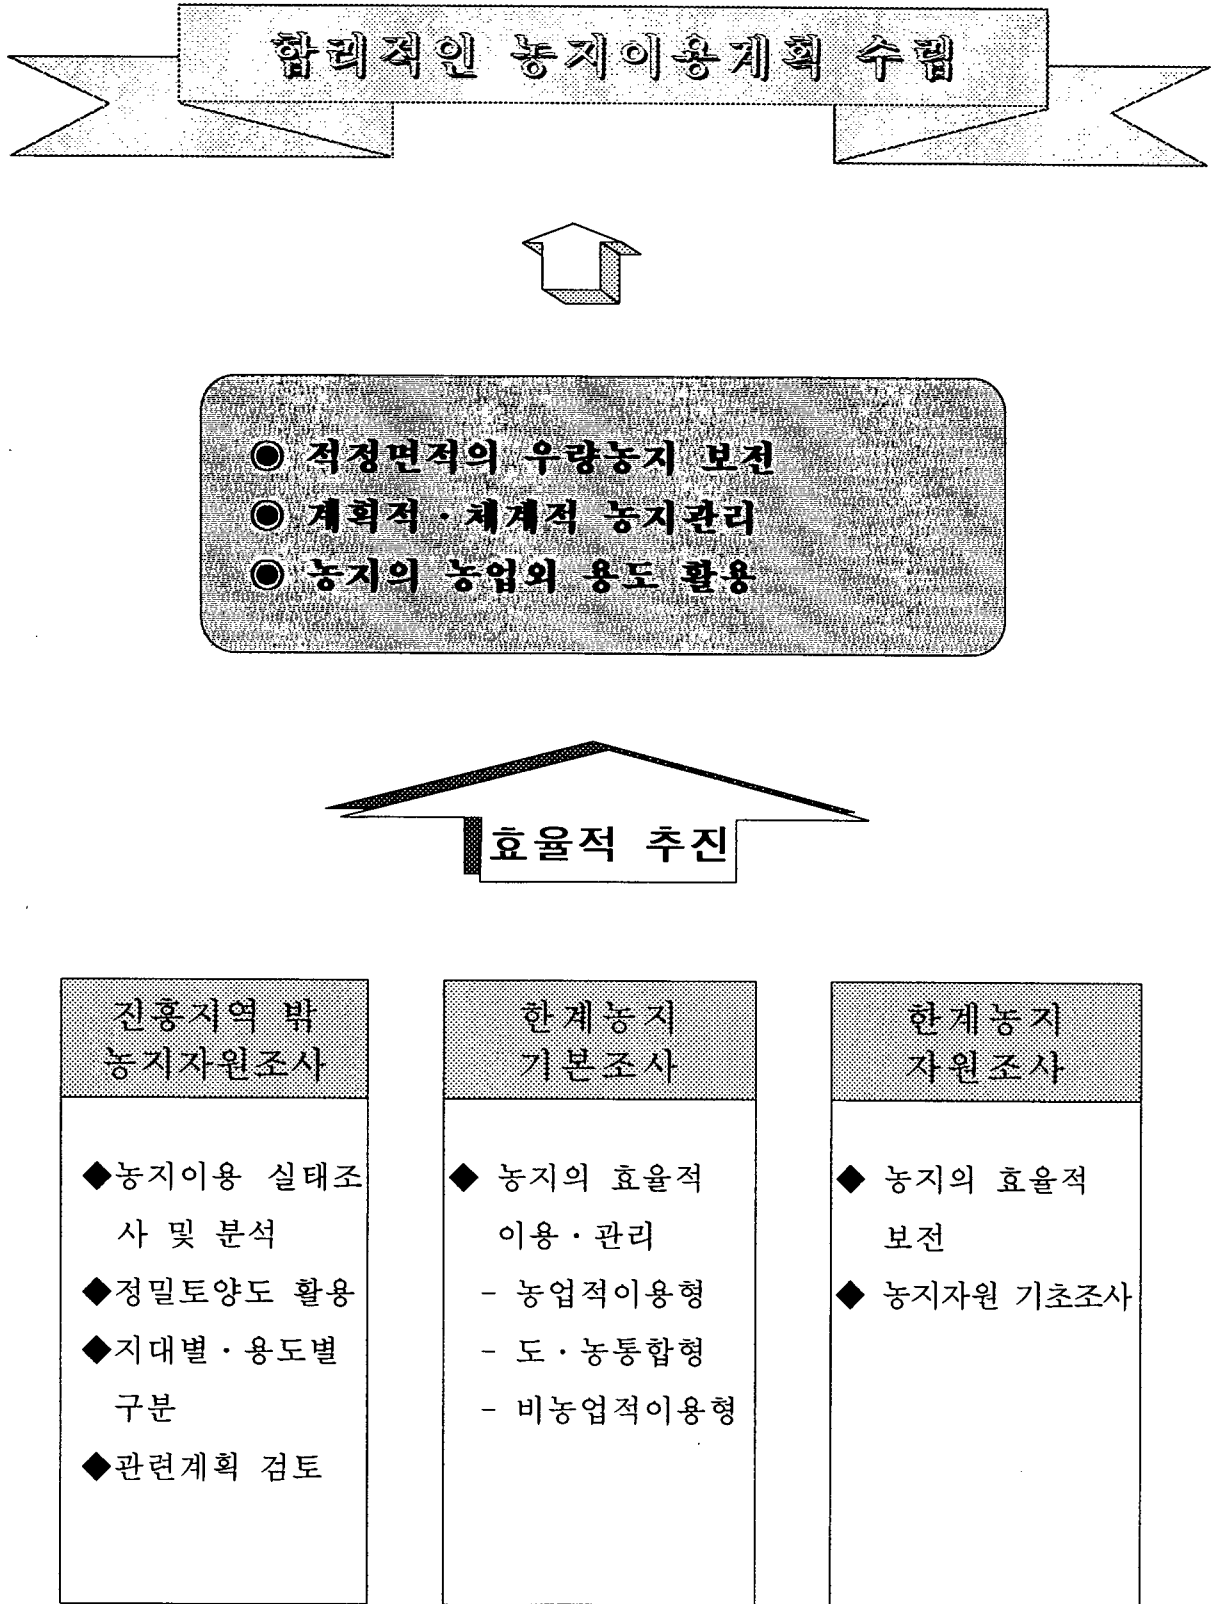 합리적인 농지이용계획 수립
◉ 적정면적의 우량농지 보전
◉ 계획적·체계적 농지관리
◉ 농지의 농업외 용도 활용
효율적 추진
진흥지역 밖
농지자원조사
◆농지이용 실태조
사 및 분석
◆정밀토양도 활용
◆지대별·용도별
구분
◆관련계획 검토
한계농지
기본조사
◆ 농지의 효율적
이용·관리
- 농업적이용형
- 도·농통합형
- 비농업적이용형
한계농지
자원조사
◆ 농지의 효율적
보전
◆ 농지자원 기초조사